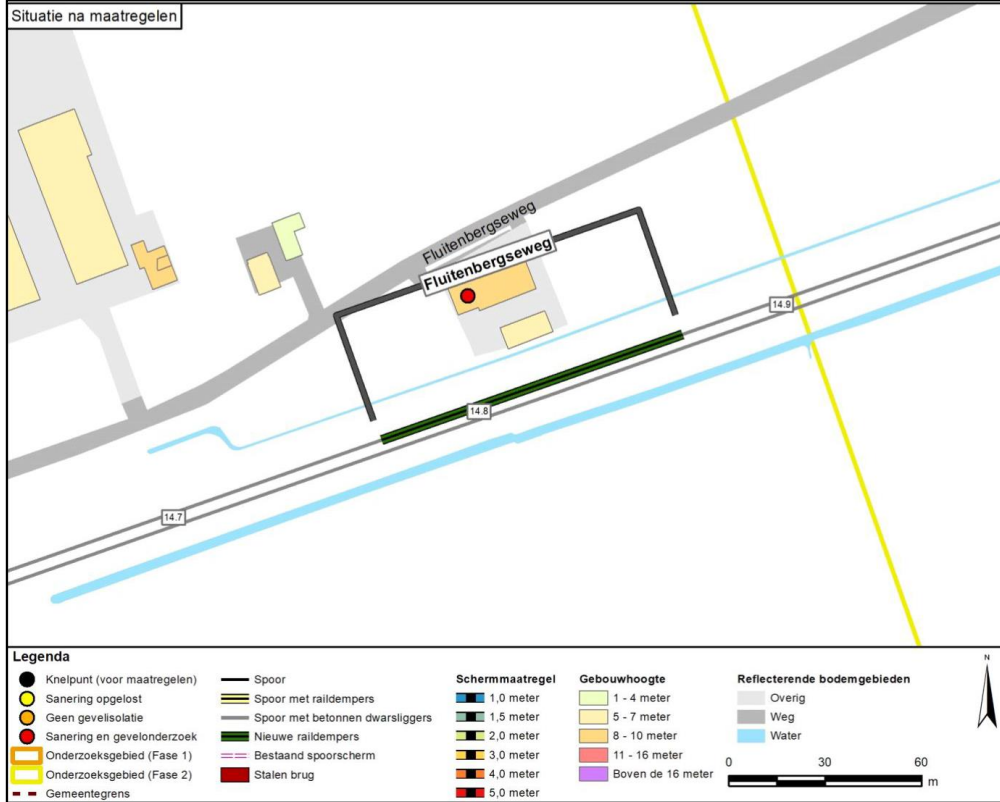 Situatie na maatregelen
Fluitenbergseweg
Fluitenbergseweg
14.9
14.8
14.7
Legenda
Knelpunt (voor maatregelen)
Sanering opgelost
Geen gevelisolatie
Sanering en gevelonderzoek
Onderzoeksgebied (Fase 1)
Onderzoeksgebied (Fase 2)
Gemeentegrens
Spoor
Spoor met raildempers
Spoor met betonnen dwarsliggers
Nieuwe raildempers
Bestaand spoorscherm
Stalen brug
Schermmaatregel
1,0 meter
1,5 meter
2,0 meter
3,0 meter
4,0 meter
5,0 meter
Gebouwhoogte
1 - 4 meter
5 - 7 meter
8 - 10 meter
11 - 16 meter
Boven de 16 meter
Reflecterende bodemgebieden
Overig
Weg
Water
N
0 30 60
m